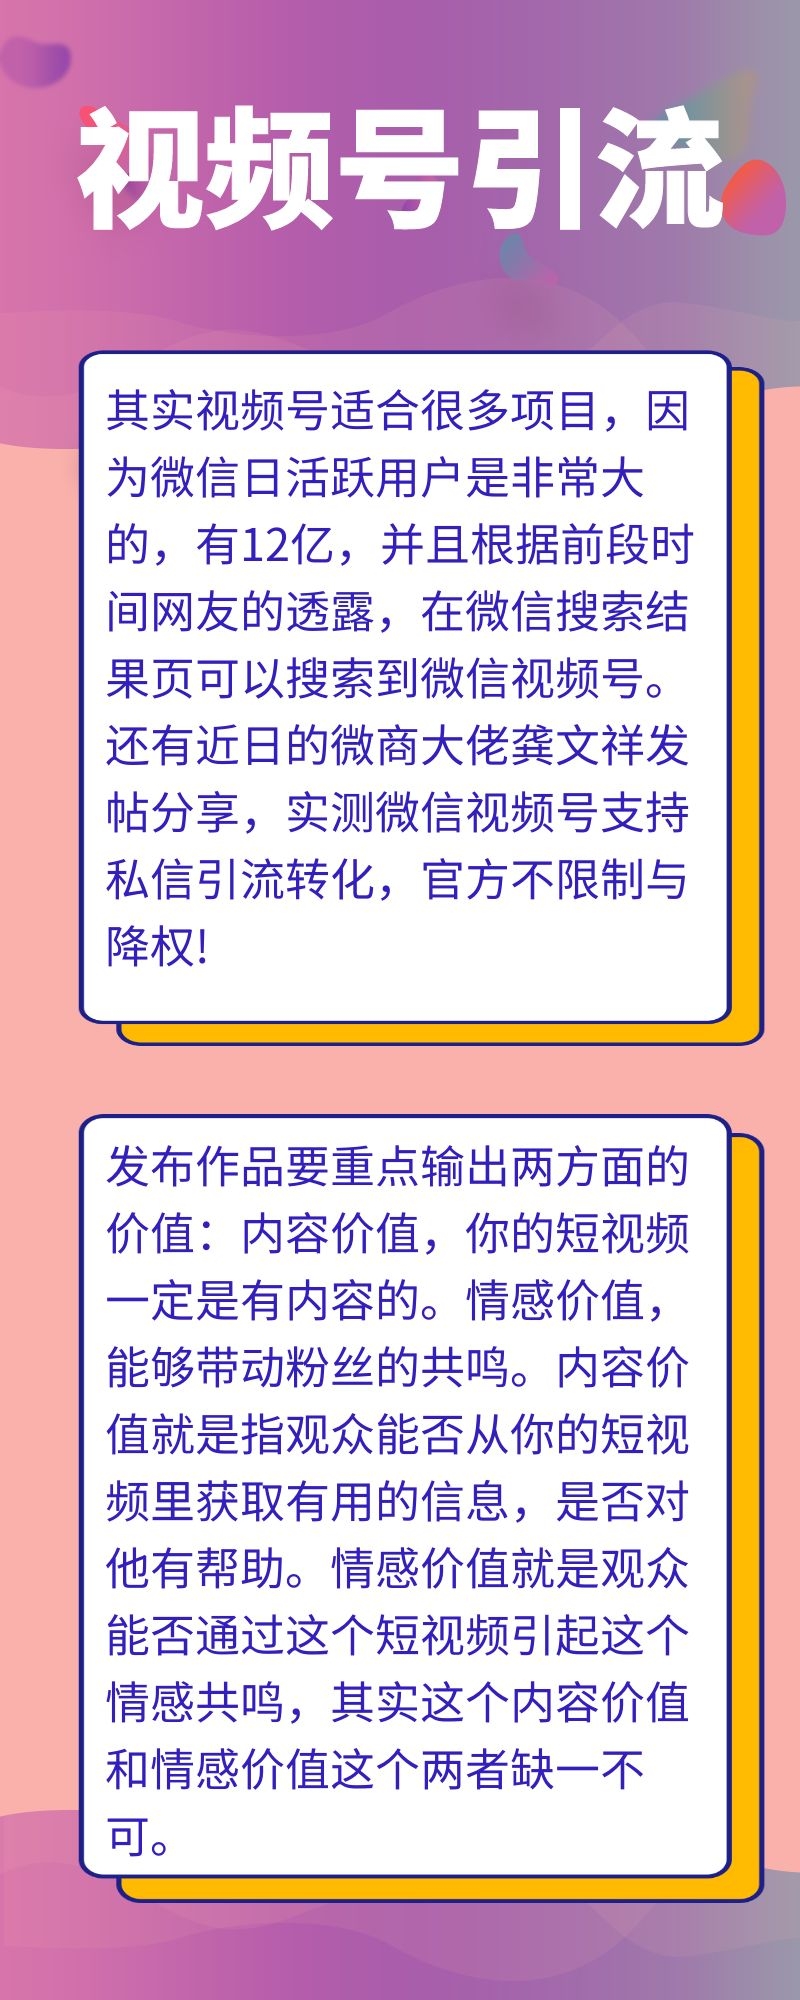 视频号引流
其实视频号适合很多项目，因
为微信日活跃用户是非常大
的，有12亿，并且根据前段时
间网友的透露，在微信搜索结
果页可以搜索到微信视频号。
还有近日的微商大佬龚文祥发
帖分享，实测微信视频号支持
私信引流转化，官方不限制与
降权!
发布作品要重点输出两方面的
价值：内容价值，你的短视频
一定是有内容的。情感价值，
能够带动粉丝的共鸣。内容价
值就是指观众能否从你的短视
频里获取有用的信息，是否对
他有帮助。情感价值就是观众
能否通过这个短视频引起这个
情感共鸣，其实这个内容价值
和情感价值这个两者缺一不
可。